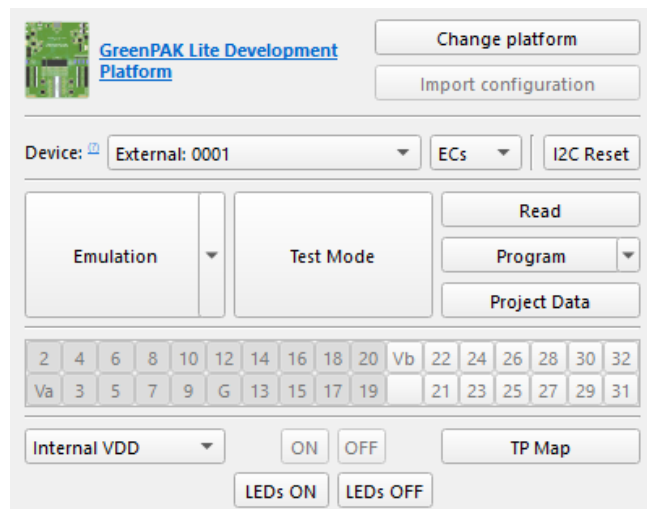 GreenPAK Lite Development
Platform
Change platform
Import configuration
Device: (?) External: 0001 ECs I2C Reset
Emulation
Test Mode
Read
Program
Project Data
2 4 6 8 10 12 14 16 18 20 Vb 22 24 26 28 30 32
Va 3 5 7 9 G 13 15 17 19 21 23 25 27 29 31
Internal VDD ON OFF TP Map
LEDs ON LEDs OFF